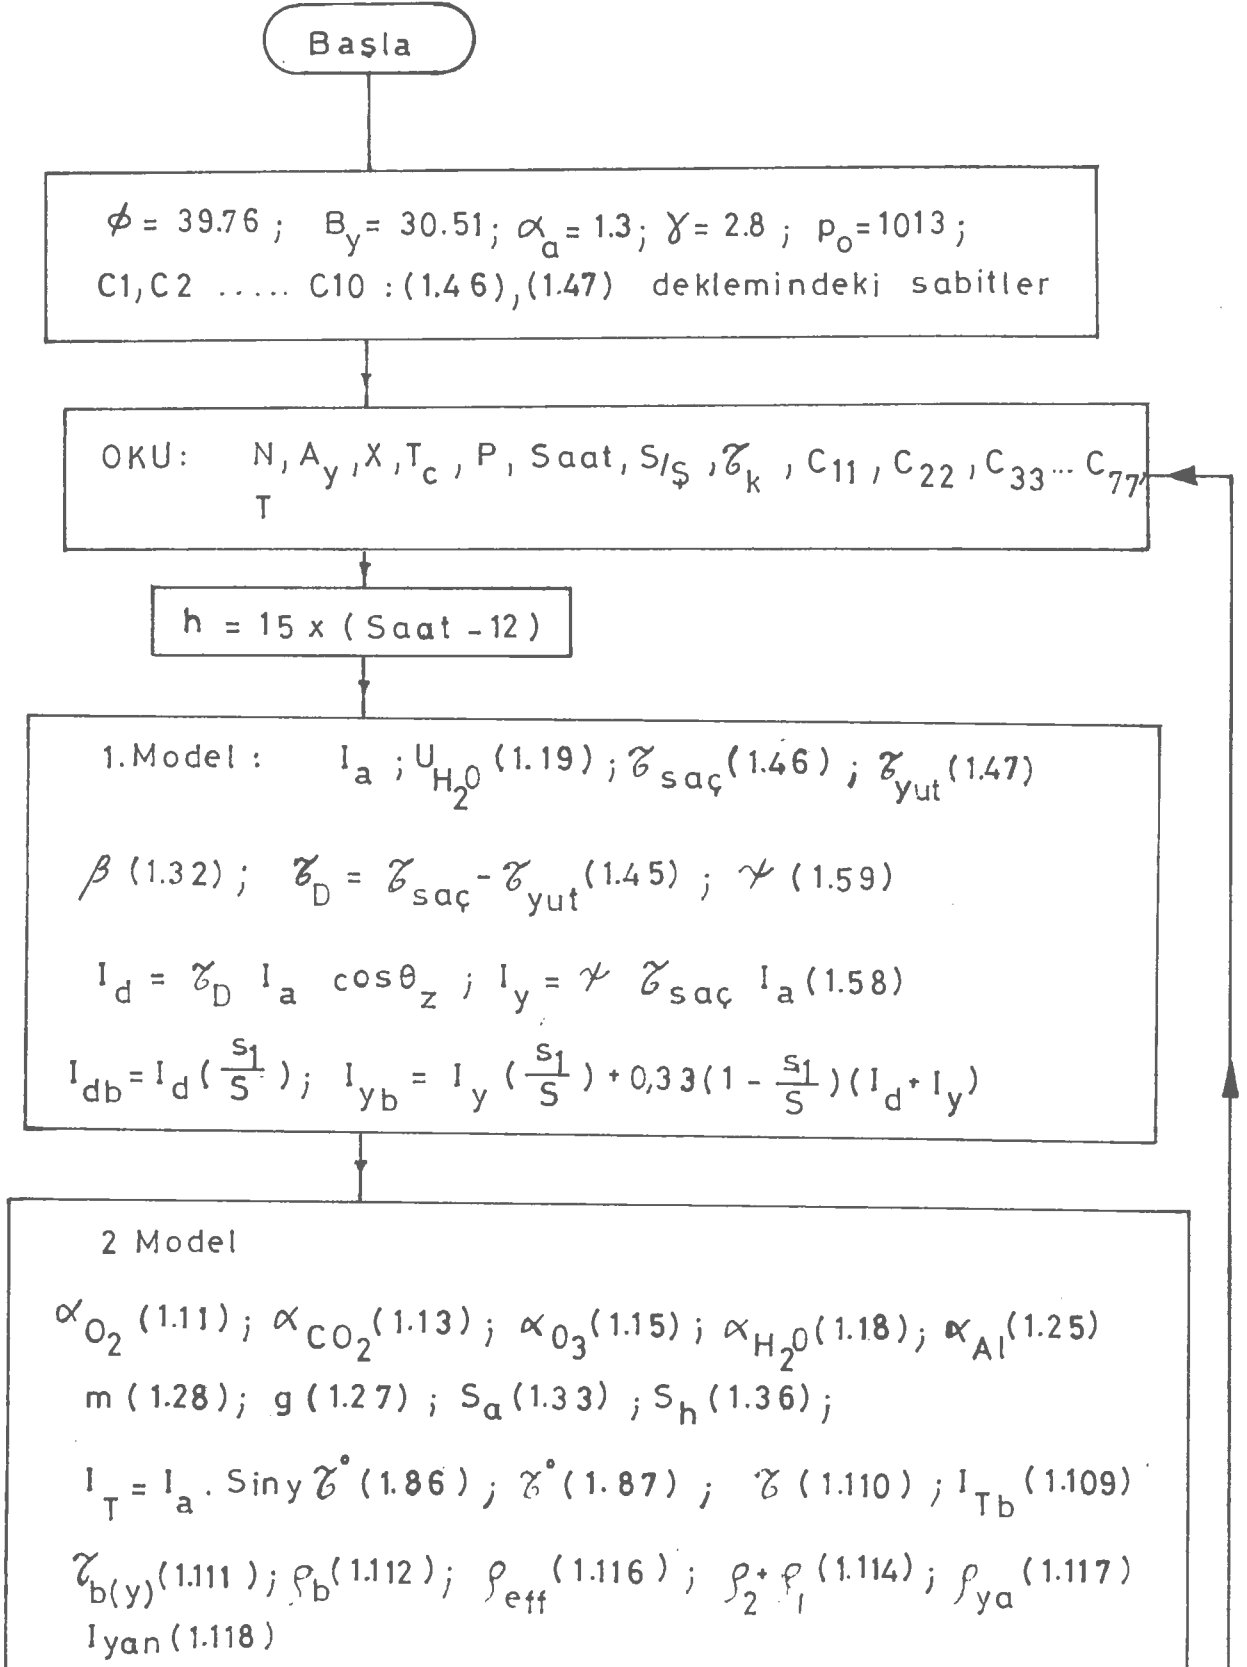 Başla
ϕ = 39.76 ; B_y = 30.51; α_a = 1.3; γ = 2.8 ; p_o = 1013 ;
C1,C2 ..... C10 : (1.46),(1.47) deklemindeki sabitler
OKU: N, A_y, X, T_c, P, Saat, S/Ş, τ_k, C_11, C_22, C_33 ... C_77,
T
h = 15 x ( Saat - 12 )
1.Model : I_a ; U_H₂O (1.19) ; τ_saç (1.46) ; τ_yut (1.47)
β (1.32) ; τ_D = τ_saç - τ_yut (1.45) ; ψ (1.59)
I_d = τ_D I_a cosθ_z ; I_y = ψ τ_saç I_a (1.58)
I_db = I_d ( s1/S ) ; I_yb = I_y ( s1/S ) + 0,33 (1 - s1/S ) ( I_d + I_y )
2 Model
α_O₂ (1.11) ; α_CO₂ (1.13) ; α_O₃ (1.15) ; α_H₂O (1.18) ; α_Al (1.25)
m (1.28) ; g (1.27) ; S_a (1.33) ; S_h (1.36) ;
I_T = I_a . Siny τ° (1.86) ; τ° (1.87) ; τ (1.110) ; I_Tb (1.109)
τ_b(y) (1.111) ; ρ_b (1.112) ; ρ_eff (1.116) ; ρ_2 + ρ_1 (1.114) ; ρ_ya (1.117)
Iyan (1.118)